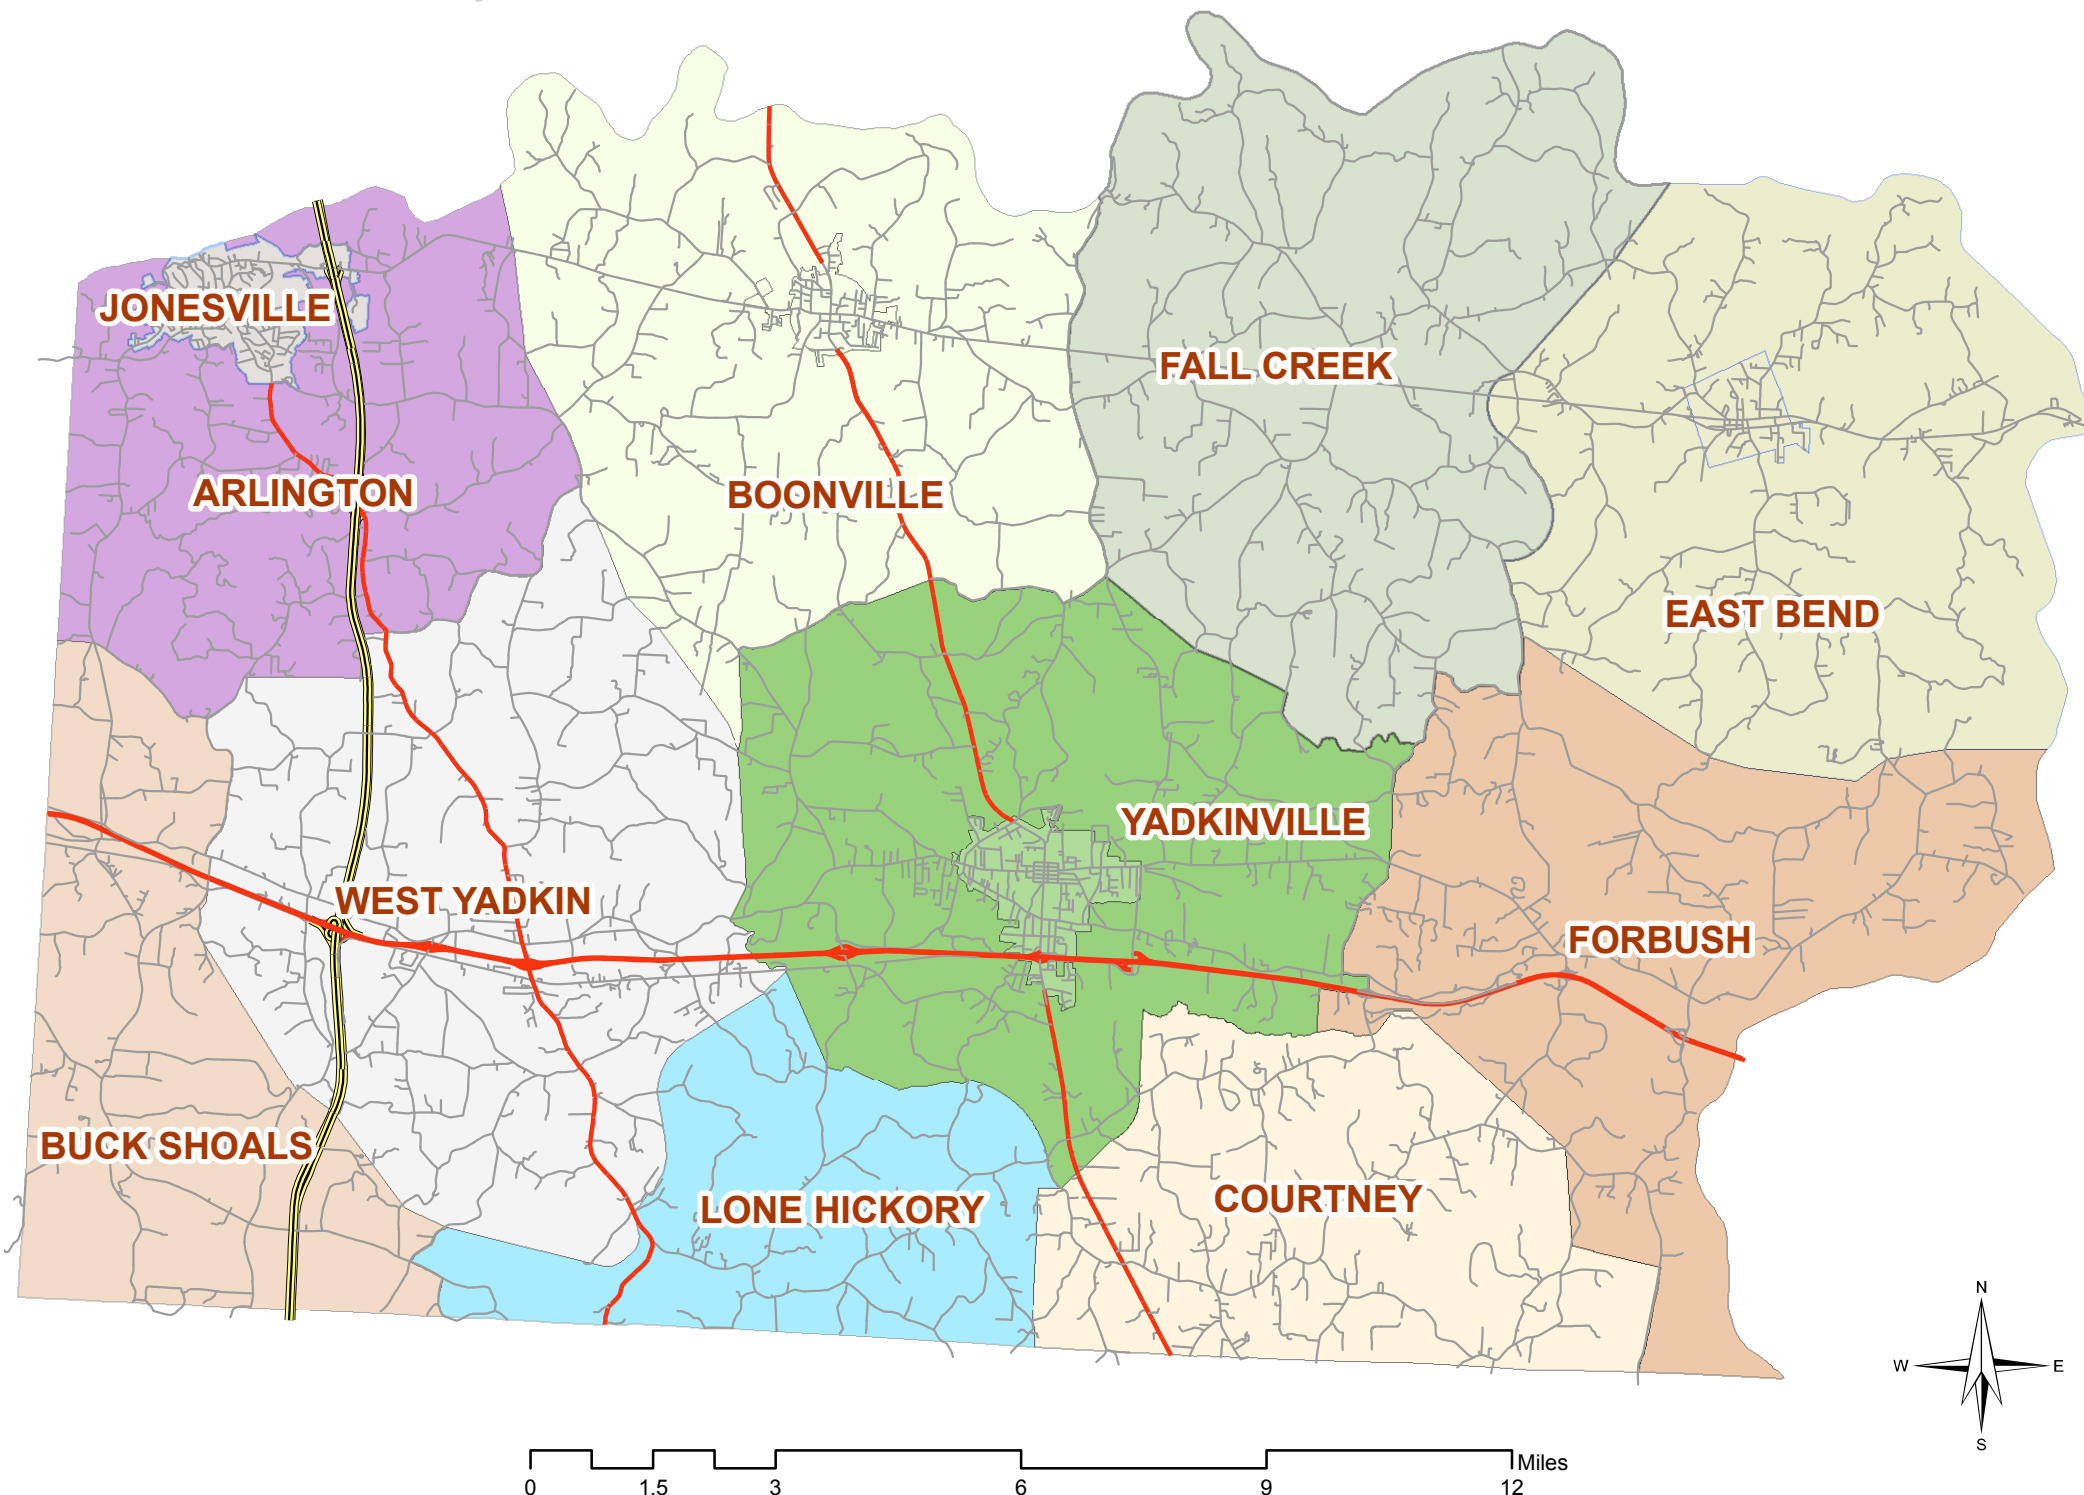 JONESVILLE
FALL CREEK
ARLINGTON
BOONVILLE
EAST BEND
YADKINVILLE
WEST YADKIN
FORBUSH
BUCK SHOALS
LONE HICKORY
COURTNEY
N
W E
S
Miles
0 1.5 3 6 9 12